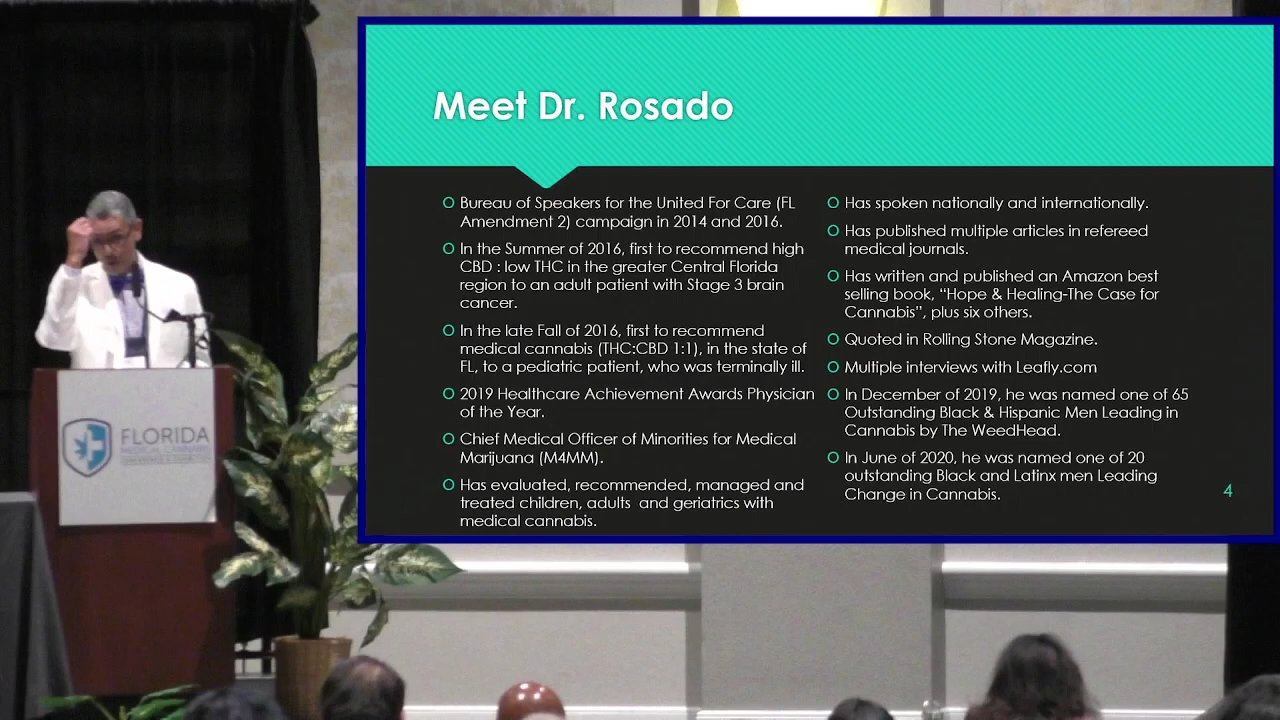 Meet Dr. Rosado
O Bureau of Speakers for the United For Care (FL
Amendment 2) campaign in 2014 and 2016.
O In the Summer of 2016, first to recommend high
CBD : low THC in the greater Central Florida
region to an adult patient with Stage 3 brain
cancer.
O In the late Fall of 2016, first to recommend
medical cannabis (THC:CBD 1:1), in the state of
FL, to a pediatric patient, who was terminally ill.
O 2019 Healthcare Achievement Awards Physician
of the Year.
O Chief Medical Officer of Minorities for Medical
Marijuana (M4MM).
O Has evaluated, recommended, managed and
treated children, adults and geriatrics with
medical cannabis.
O Has spoken nationally and internationally.
O Has published multiple articles in refereed
medical journals.
O Has written and published an Amazon best
selling book, “Hope & Healing-The Case for
Cannabis”, plus six others.
O Quoted in Rolling Stone Magazine.
O Multiple interviews with Leafly.com
O In December of 2019, he was named one of 65
Outstanding Black & Hispanic Men Leading in
Cannabis by The WeedHead.
O In June of 2020, he was named one of 20
outstanding Black and Latinx men Leading
Change in Cannabis.
4
FLORIDA
MEDICAL CANNABIS
CONFERENCE & EXHIBITION